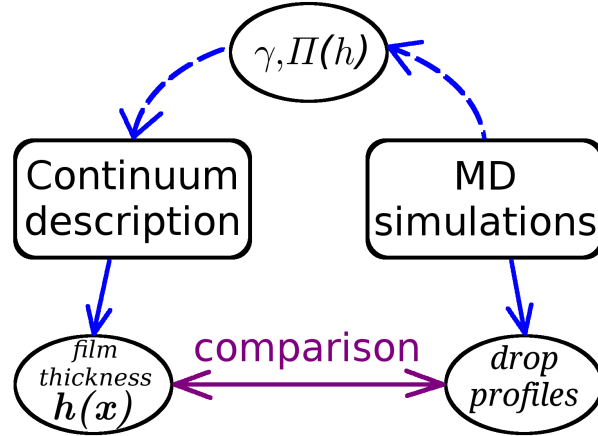 γ,Π(h)
Continuum
description
MD
simulations
comparison
film
thickness
h(x)
drop
profiles